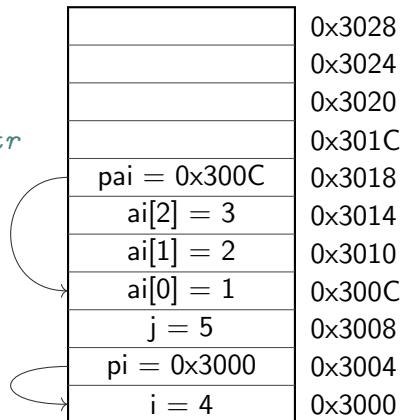 0x3028
0x3024
0x3020
0x301C
pai = 0x300C 0x3018
ai[2] = 3 0x3014
ai[1] = 2 0x3010
ai[0] = 1 0x300C
j = 5 0x3008
pi = 0x3000 0x3004
i = 4 0x3000